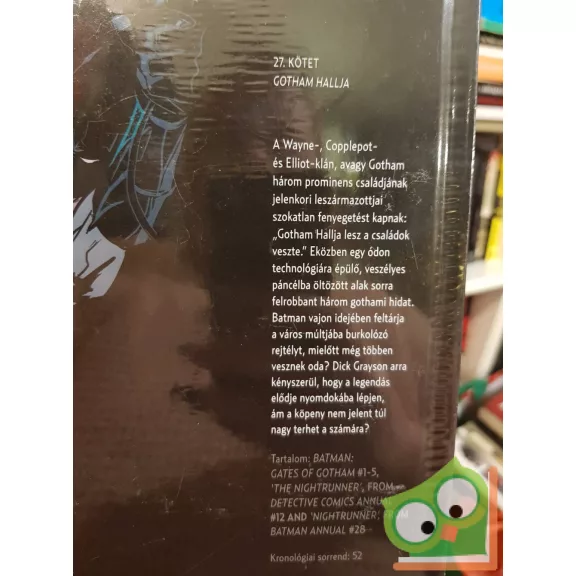 27. KÖTET
GOTHAM HALLJA
A Wayne-, Copplepot-
és Elliot-klán, avagy Gotham
három prominens családjának
jelenkori leszármazottjai
szokatlan fenyegetést kapnak:
„Gotham Hallja lesz a családok
veszte.” Eközben egy ódon
technológiára épülő, veszélyes
páncélba öltözött alak sorra
felrobbant három gothami hidat.
Batman vajon idejében feltárja
a város múltjába burkolózó
rejtélyt, mielőtt még többen
vesznek oda? Dick Grayson arra
kényszerül, hogy a legendás
elődje nyomdokába lépjen,
ám a köpeny nem jelent túl
nagy terhet a számára?
Tartalom: BATMAN:
GATES OF GOTHAM #1-5,
'THE NIGHTRUNNER', FROM
DETECTIVE COMICS ANNUAL
#12 AND 'NIGHTRUNNER', FROM
BATMAN ANNUAL #28
Kronológiai sorrend: 52